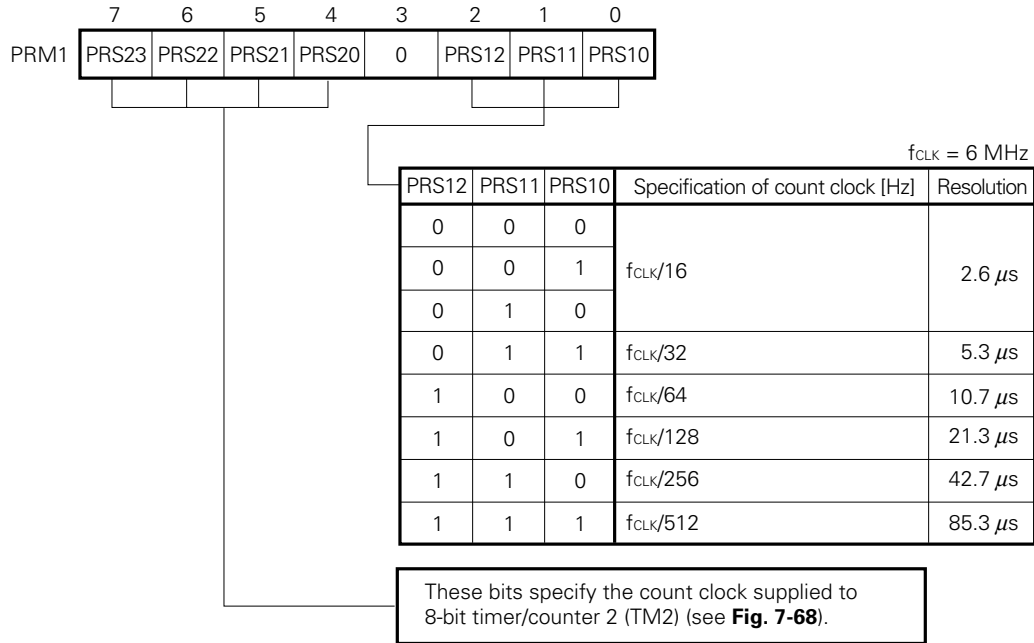 7 6 5 4 3 2 1 0
PRM1 PRS23 PRS22 PRS21 PRS20 0 PRS12 PRS11 PRS10
fCLK = 6 MHz
PRS12 PRS11 PRS10 Specification of count clock [Hz] Resolution
0 0 0
0 0 1 fCLK/16 2.6 µs
0 1 0
0 1 1 fCLK/32 5.3 µs
1 0 0 fCLK/64 10.7 µs
1 0 1 fCLK/128 21.3 µs
1 1 0 fCLK/256 42.7 µs
1 1 1 fCLK/512 85.3 µs
These bits specify the count clock supplied to
8-bit timer/counter 2 (TM2) (see Fig. 7-68).